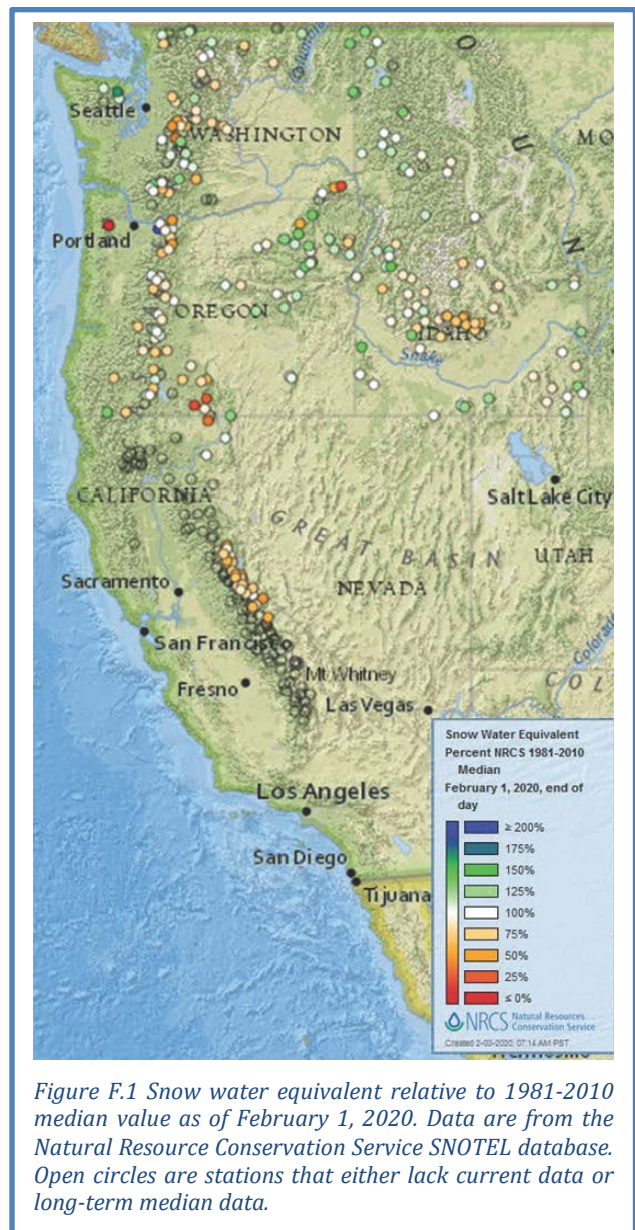 Columbia
O
Seattle
WASHINGTON
MO
U
N
Portland
OREGON
IDAHO
Snake
CALIFORNIA
Salt Lake City
GREAT BASIN
UTAH
NEVADA
Sacramento
San Francisco
Colorado
Mt Whitney
COL
Fresno
Las Vegas
Los Angeles
San Diego
Tijuana
Snow Water Equivalent
Percent NRCS 1981-2010
Median
February 1, 2020, end of
day
≥ 200%
175%
150%
125%
100%
75%
50%
25%
≤ 0%
NRCS Natural Resources
Conservation Service
Created 2-03-2020, 07:14 AM PST
Figure F.1 Snow water equivalent relative to 1981-2010
median value as of February 1, 2020. Data are from the
Natural Resource Conservation Service SNOTEL database.
Open circles are stations that either lack current data or
long-term median data.